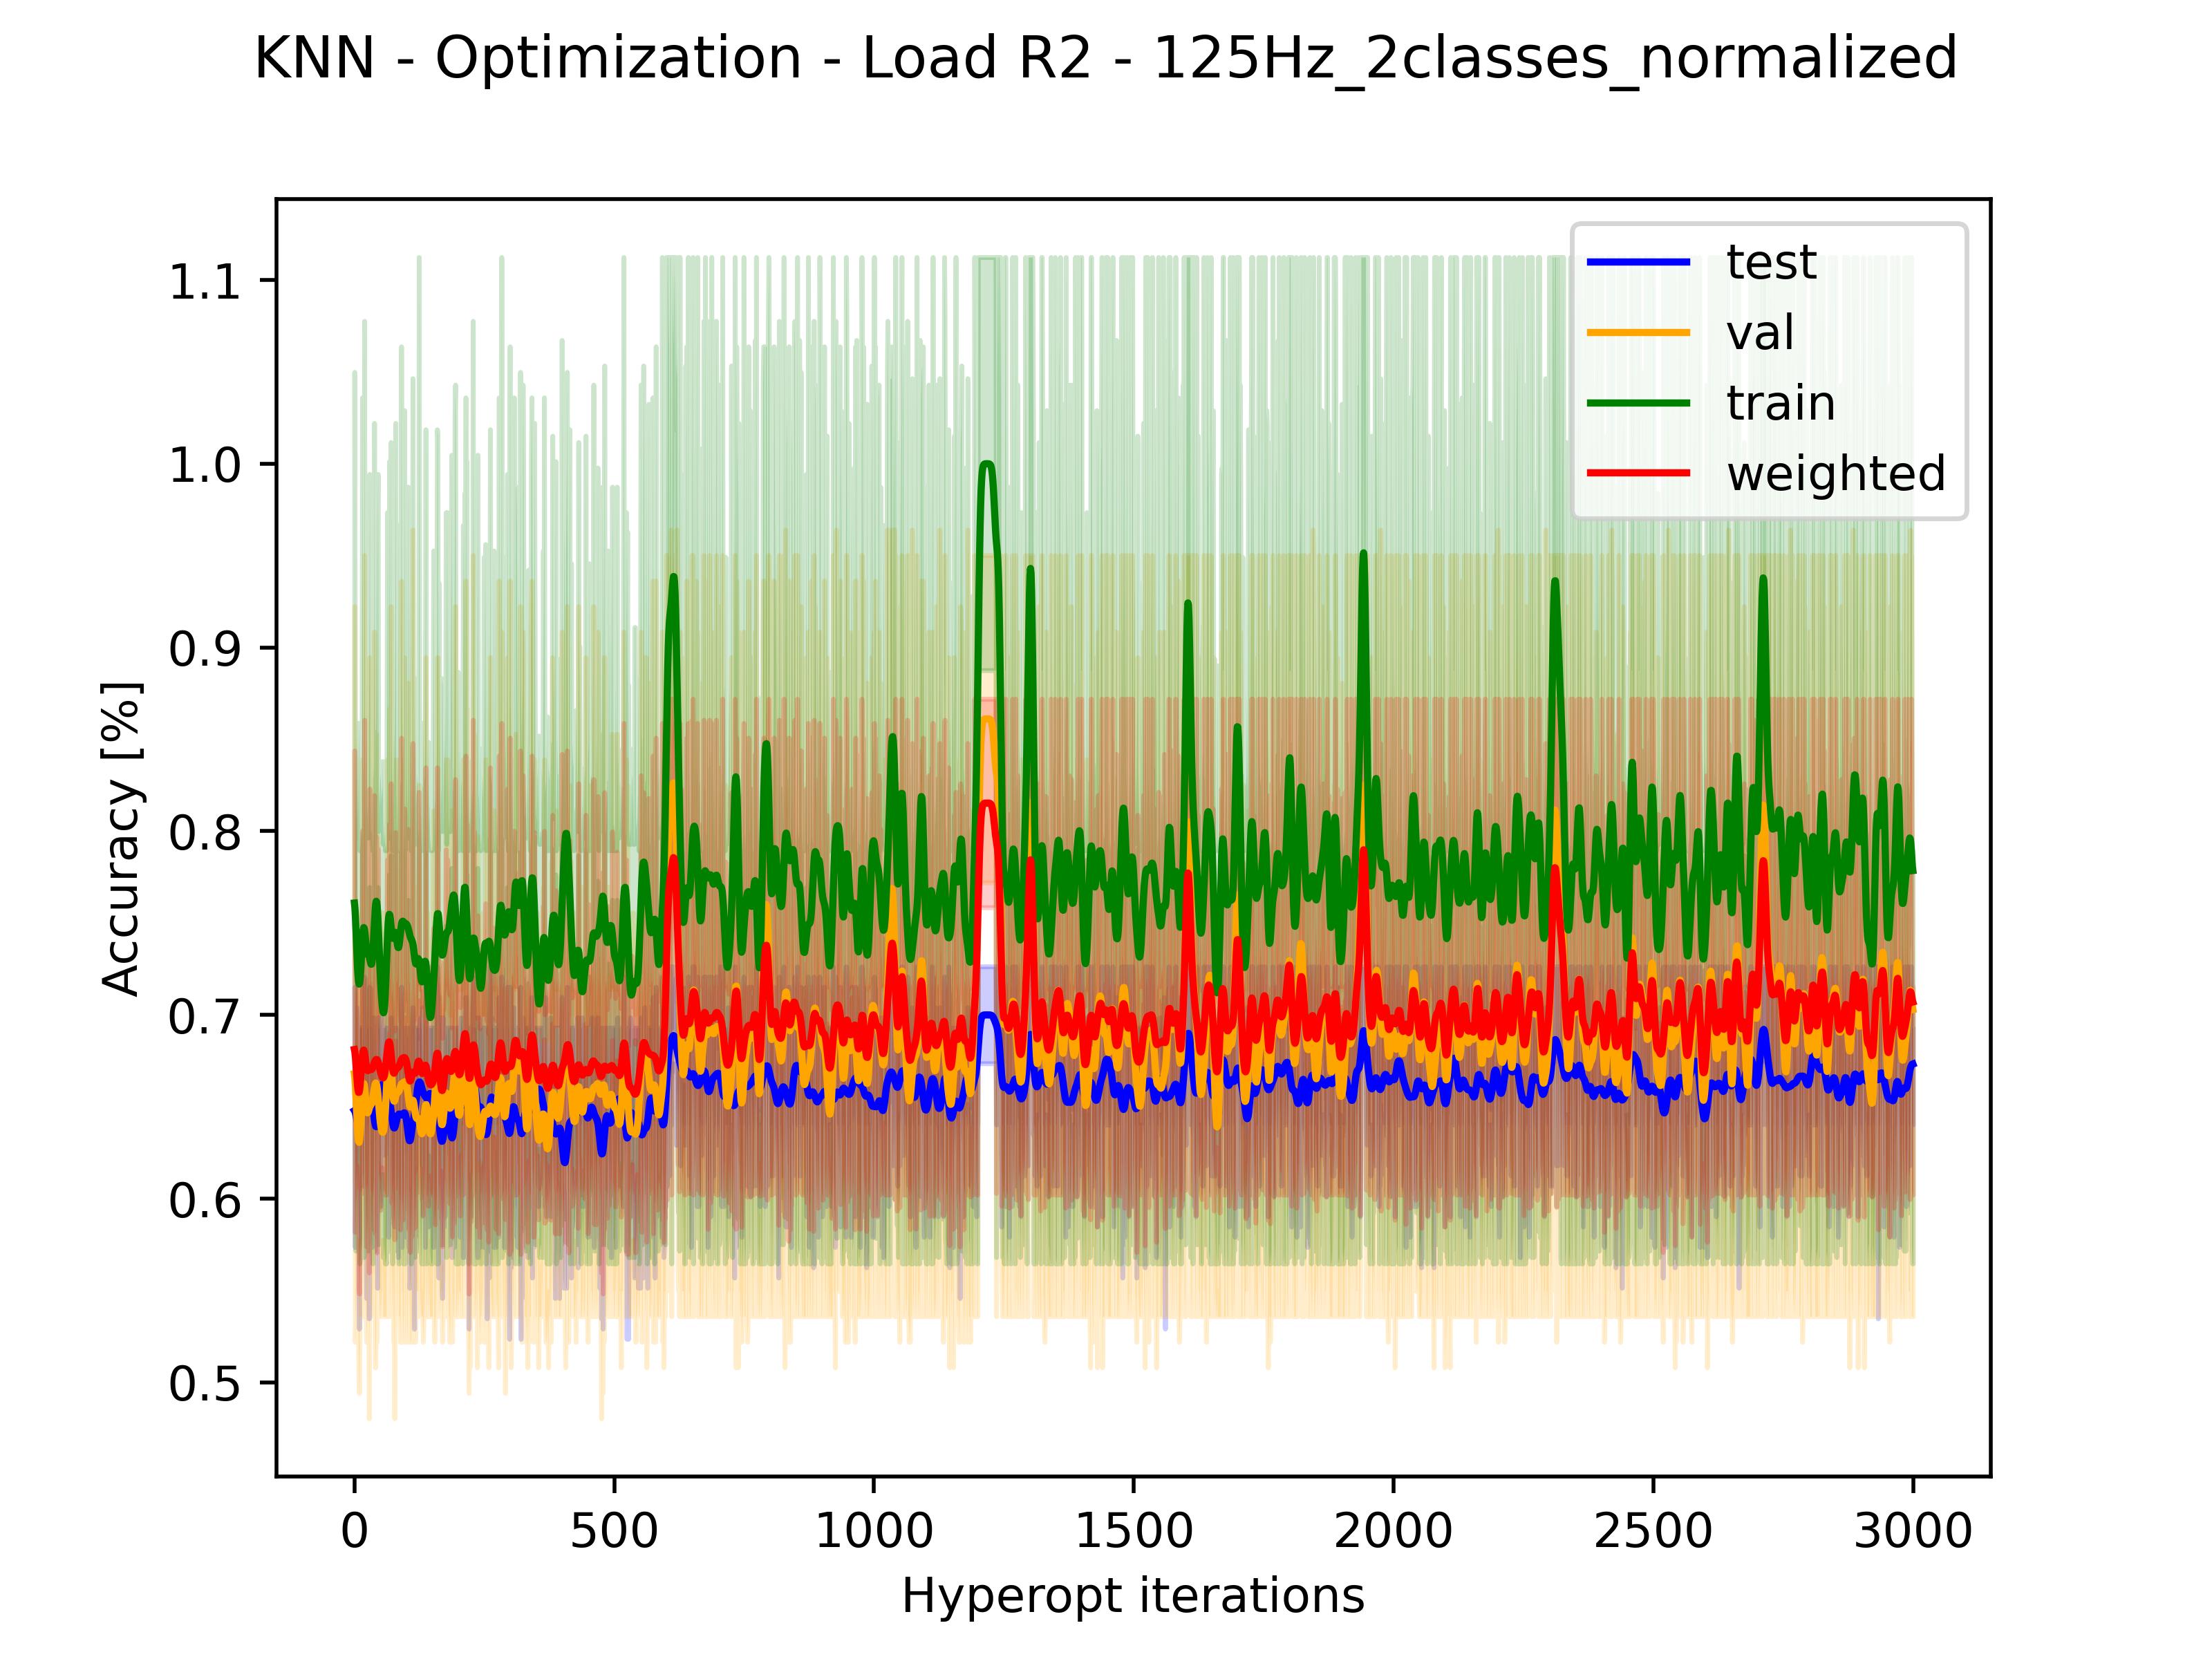 KNN - Optimization - Load R2 - 125Hz_2classes_normalized
test
val
train
weighted
1.1
1.0
0.9
0.8
0.7
0.6
0.5
Accuracy [%]
0 500 1000 1500 2000 2500 3000
Hyperopt iterations